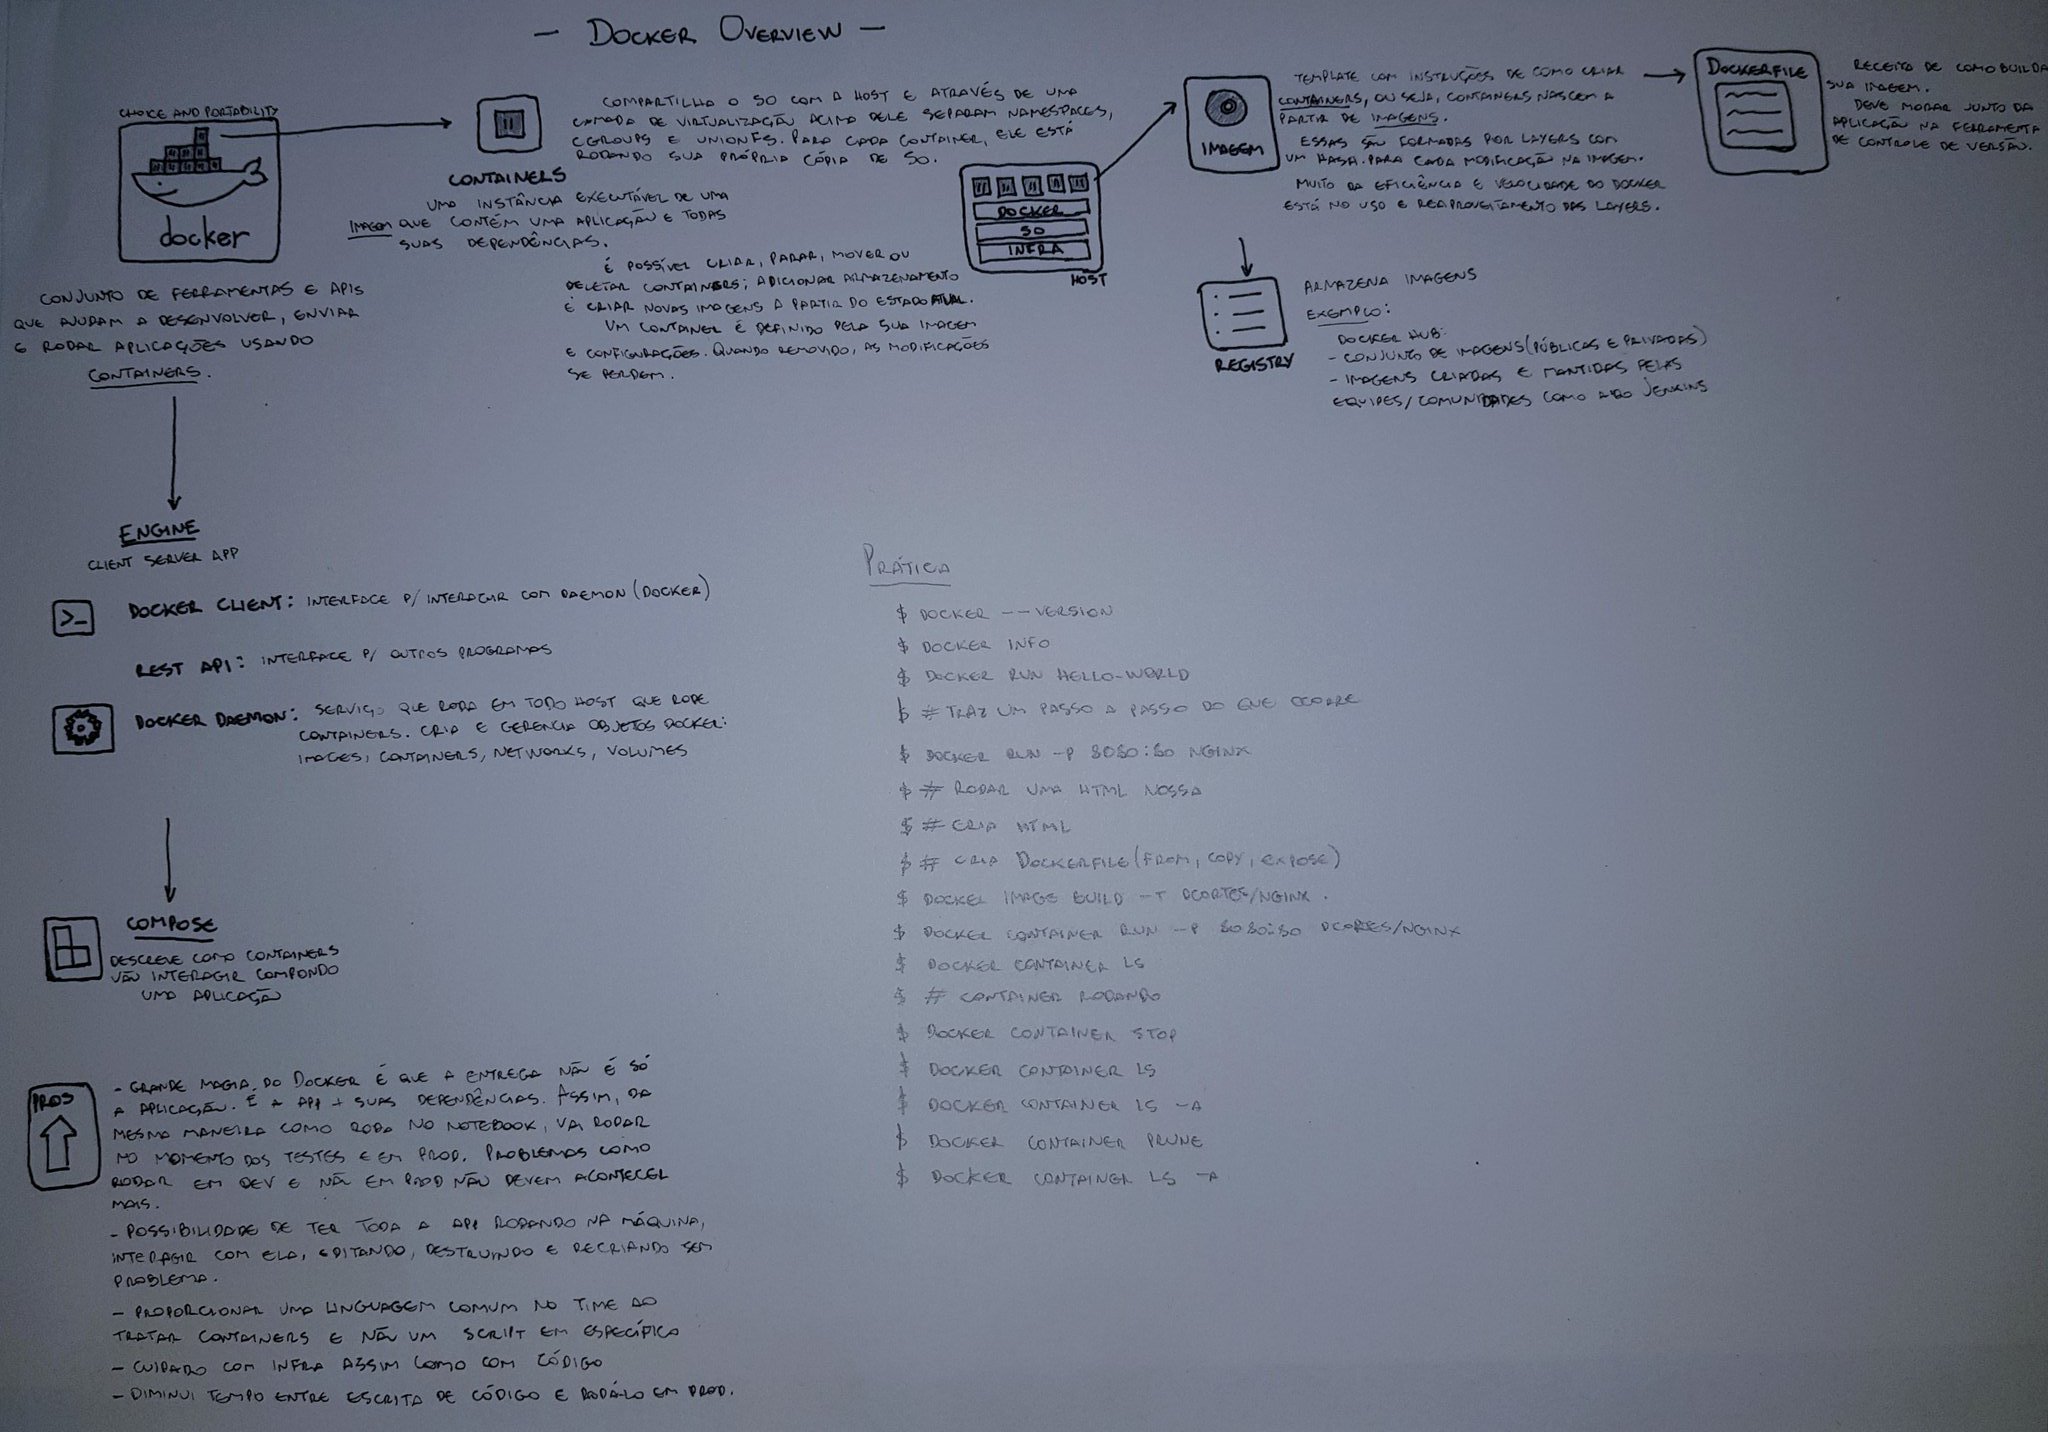 — DOCKER OVERVIEW —
CHOICE AND PORTABILITY
docker
CONJUNTO DE FERRAMENTAS E APIS
QUE AJUDAM A DESENVOLVER, ENVIAR
E RODAR APLICAÇÕES USANDO
CONTAINERS.
COMPARTILHA O SO COM A HOST E ATRAVÉS DE UMA
CAMADA DE VIRTUALIZAÇÃO ACIMA DELE SEPARAM NAMESPACES,
CGROUPS E UNIONFS. PARA CADA CONTAINER, ELE ESTÁ
RODANDO SUA PRÓPRIA CÓPIA DE SO.
CONTAINERS
UMA INSTÂNCIA EXECUTÁVEL DE UMA
IMAGEM QUE CONTÉM UMA APLICAÇÃO E TODAS
SUAS DEPENDÊNCIAS.
É POSSÍVEL CRIAR, PARAR, MOVER OU
DELETAR CONTAINERS; ADICIONAR ARMAZENAMENTO
E CRIAR NOVAS IMAGENS A PARTIR DO ESTADO ATUAL.
UM CONTAINER É DEFINIDO PELA SUA IMAGEM
E CONFIGURAÇÕES. QUANDO REMOVIDO, AS MODIFICAÇÕES
SE PERDEM.
DOCKER
SO
INFRA
HOST
IMAGEM
TEMPLATE COM INSTRUÇÕES DE COMO CRIAR
CONTAINERS, OU SEJA, CONTAINERS NASCEM A
PARTIR DE IMAGENS.
ESSAS SÃO FORMADAS POR LAYERS COM
UM HASH PARA CADA MODIFICAÇÃO NA IMAGEM.
MUITO DA EFICIÊNCIA E VELOCIDADE DO DOCKER
ESTÁ NO USO E REAPROVEITAMENTO DAS LAYERS.
DOCKERFILE
RECEITA DE COMO BUILDA
SUA IMAGEM.
DEVE MORAR JUNTO DA
APLICAÇÃO NA FERRAMENTA
DE CONTROLE DE VERSÃO.
REGISTRY
ARMAZENA IMAGENS
EXEMPLO:
DOCKER HUB:
- CONJUNTO DE IMAGENS (PÚBLICAS E PRIVADAS)
- IMAGENS CRIADAS E MANTIDAS PELAS
EQUIPES/COMUNIDADES COMO A DO JENKINS
ENGINE
CLIENT SERVER APP
>_
DOCKER CLIENT: INTERFACE P/ INTERAGIR COM DAEMON (DOCKER)
REST API: INTERFACE P/ OUTROS PROGRAMAS
DOCKER DAEMON: SERVIÇO QUE RODA EM TODO HOST QUE RODE
CONTAINERS. CRIA E GERENCIA OBJETOS DOCKER:
IMAGES, CONTAINERS, NETWORKS, VOLUMES
COMPOSE
DESCREVE COMO CONTAINERS
VÃO INTERAGIR COMPONDO
UMA APLICAÇÃO
PROS
- GRANDE MAGIA DO DOCKER É QUE A ENTREGA NÃO É SÓ
A APLICAÇÃO. É A APP + SUAS DEPENDÊNCIAS. ASSIM, DA
MESMA MANEIRA COMO RODA NO NOTEBOOK, VAI RODAR
NO MOMENTO DOS TESTES E EM PROD. PROBLEMAS COMO
RODAR EM DEV E NÃO EM PROD NÃO DEVEM ACONTECER
MAIS.
- POSSIBILIDADE DE TER TODA A APP RODANDO NA MÁQUINA,
INTERAGIR COM ELA, EDITANDO, DESTRUINDO E RECRIANDO SEM
PROBLEMA.
- PROPORCIONAR UMA LINGUAGEM COMUM NO TIME AO
TRATAR CONTAINERS E NÃO UM SCRIPT EM ESPECÍFICO
- CUIDADO COM INFRA ASSIM COMO COM CÓDIGO
- DIMINUI TEMPO ENTRE ESCRITA DE CÓDIGO E RODÁ-LO EM PROD.
PRÁTICA
$ DOCKER --VERSION
$ DOCKER INFO
$ DOCKER RUN HELLO-WORLD
$ # TRAZ UM PASSO A PASSO DO QUE OCORRE
$ DOCKER RUN -P 8080:80 NGINX
$ # RODAR UMA HTML NOSSA
$ # CRIA HTML
$ # CRIA DOCKERFILE (FROM, COPY, EXPOSE)
$ DOCKER IMAGE BUILD -T DCORTES/NGINX .
$ DOCKER CONTAINER RUN -P 8080:80 DCORTES/NGINX
$ DOCKER CONTAINER LS
$ # CONTAINER RODANDO
$ DOCKER CONTAINER STOP
$ DOCKER CONTAINER LS
$ DOCKER CONTAINER LS -A
$ DOCKER CONTAINER PRUNE
$ DOCKER CONTAINER LS -A